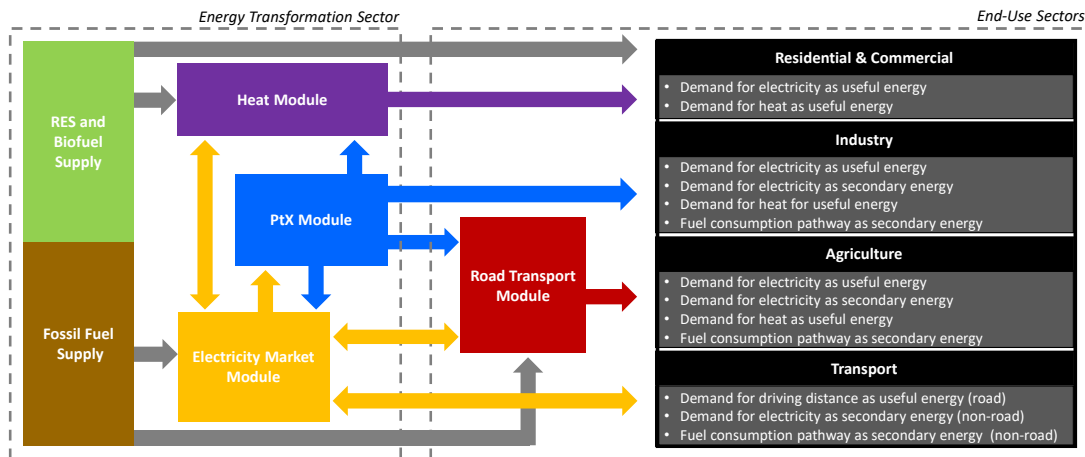 Energy Transformation Sector
End-Use Sectors
RES and
Biofuel
Supply
Fossil Fuel
Supply
Heat Module
PtX Module
Electricity Market
Module
Road Transport
Module
Residential & Commercial
• Demand for electricity as useful energy
• Demand for heat as useful energy
Industry
• Demand for electricity as useful energy
• Demand for electricity as secondary energy
• Demand for heat for useful energy
• Fuel consumption pathway as secondary energy
Agriculture
• Demand for electricity as useful energy
• Demand for electricity as secondary energy
• Demand for heat as useful energy
• Fuel consumption pathway as secondary energy
Transport
• Demand for driving distance as useful energy (road)
• Demand for electricity as secondary energy (non-road)
• Fuel consumption pathway as secondary energy (non-road)